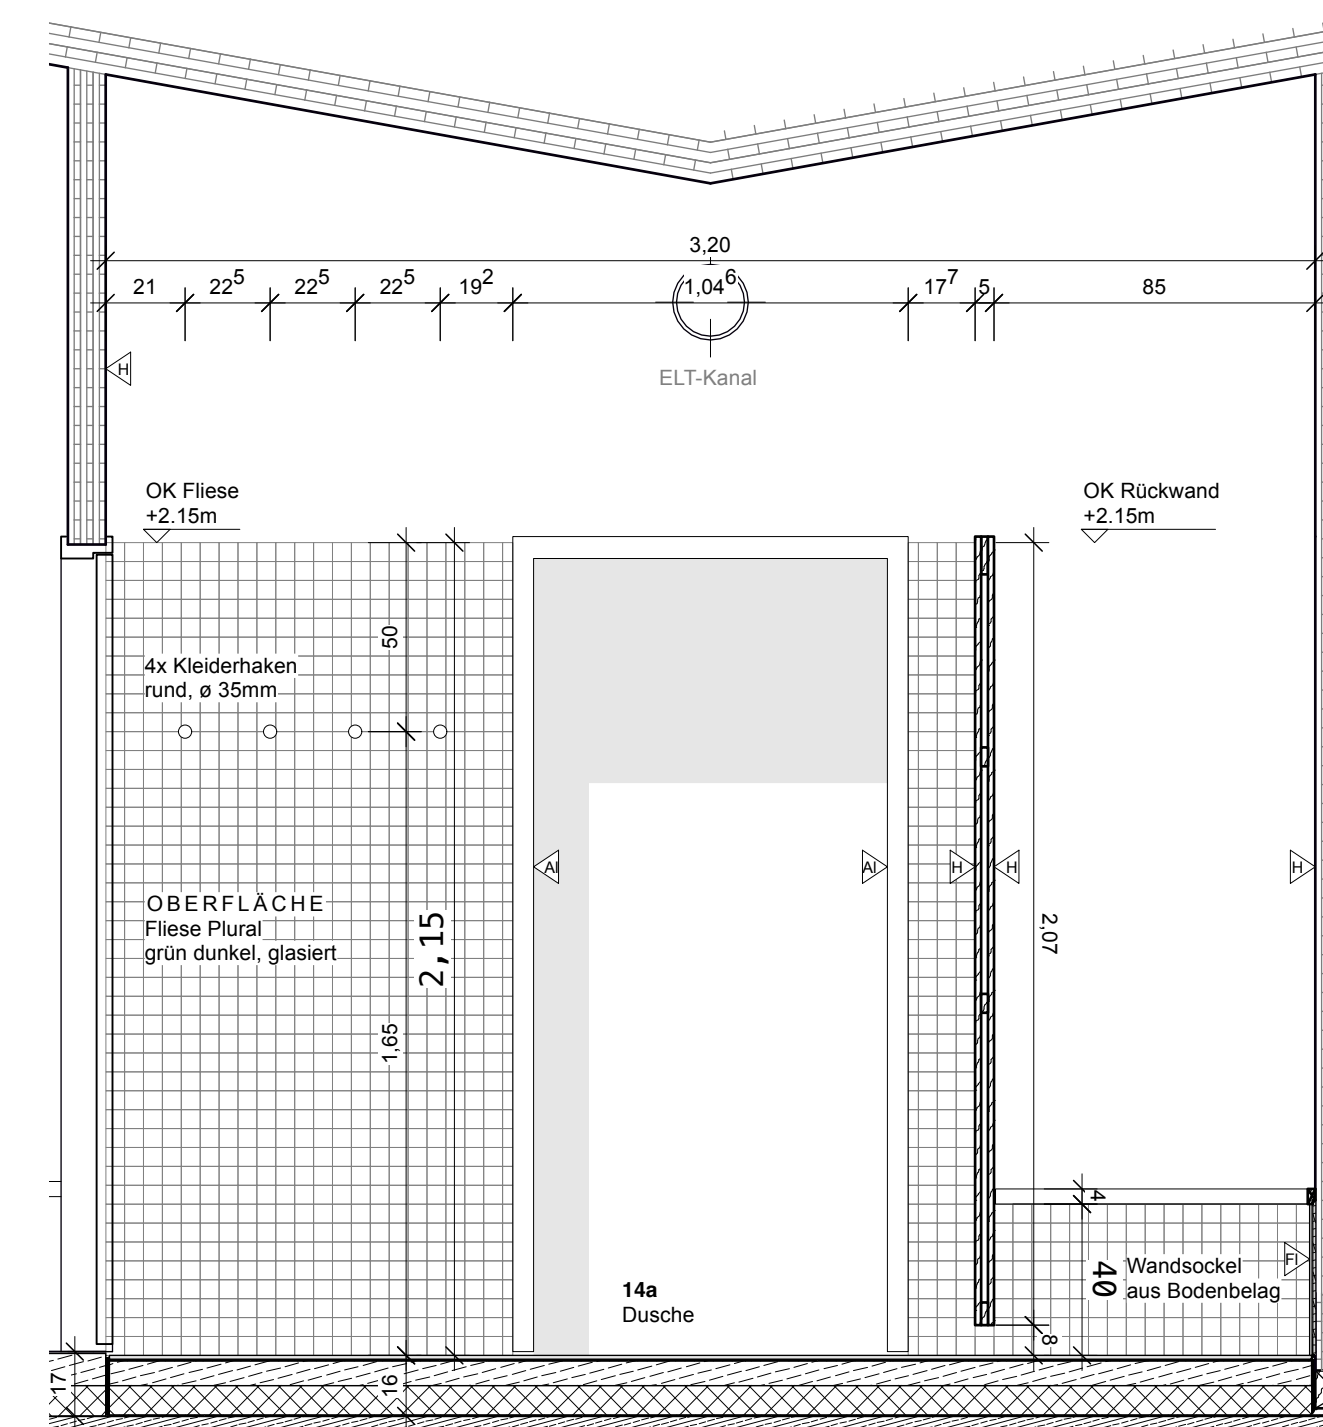 3,20
21 22⁵ 22⁵ 22⁵ 19² 1,04⁶ 17⁷ 5 85
H
ELT-Kanal
OK Fliese
+2.15m
OK Rückwand
+2.15m
50
4x Kleiderhaken
rund, ø 35mm
Al Al H H H
OBERFLÄCHE
Fliese Plural
grün dunkel, glasiert
2,15
2,07
1,65
4
Fl
40
Wandsockel
aus Bodenbelag
14a
Dusche
8
17
16